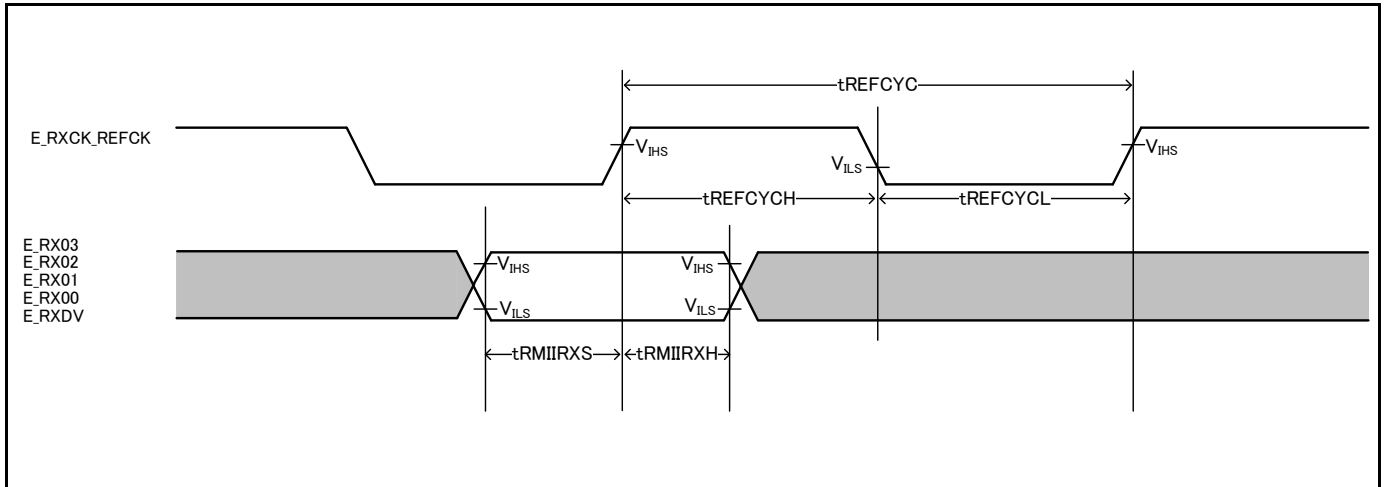 tREFCYC
E_RXCK_REFCK
VIHS
VILS
VIHS
tREFCYCH
tREFCYCL
E_RX03
E_RX02
E_RX01
E_RX00
E_RXDV
VIHS
VIHS
VILS
VILS
tRMIIRXS
tRMIIRXH